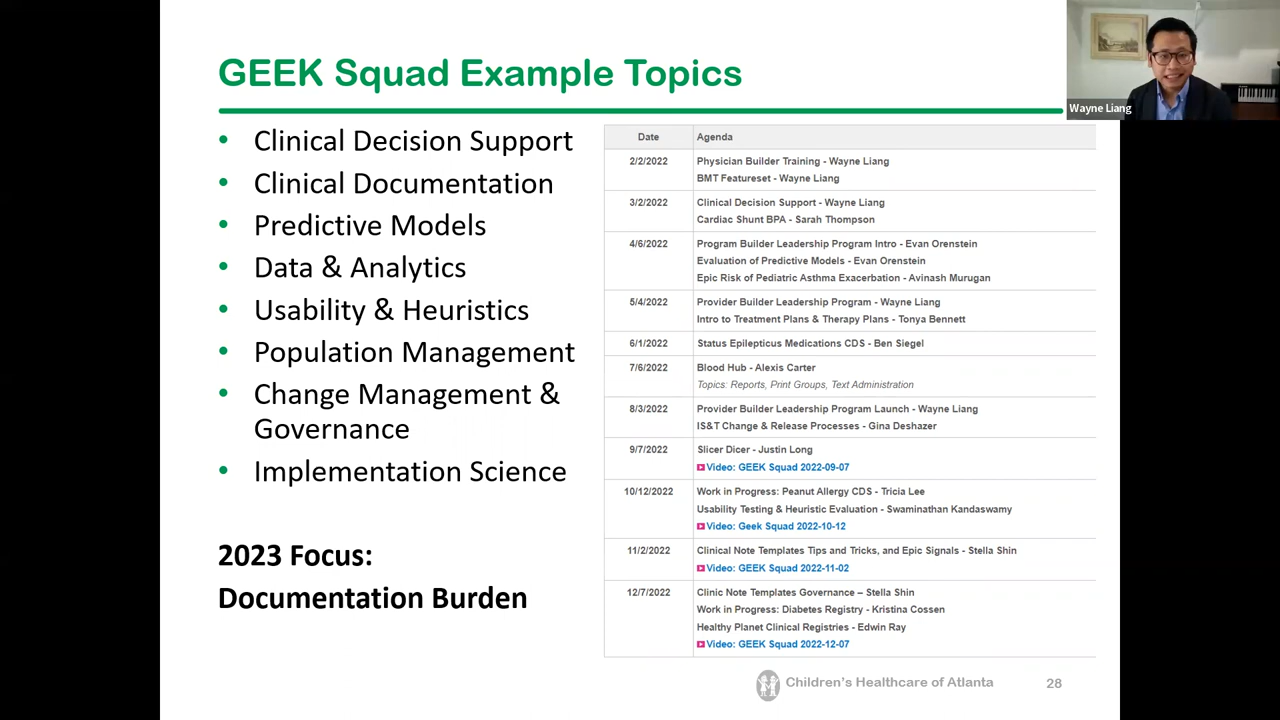 GEEK Squad Example Topics
Wayne Liang
• Clinical Decision Support
• Clinical Documentation
• Predictive Models
• Data & Analytics
• Usability & Heuristics
• Population Management
• Change Management &
Governance
• Implementation Science
2023 Focus:
Documentation Burden
Date Agenda
2/2/2022 Physician Builder Training - Wayne Liang
BMT Featureset - Wayne Liang
3/2/2022 Clinical Decision Support - Wayne Liang
Cardiac Shunt BPA - Sarah Thompson
4/6/2022 Program Builder Leadership Program Intro - Evan Orenstein
Evaluation of Predictive Models - Evan Orenstein
Epic Risk of Pediatric Asthma Exacerbation - Avinash Murugan
5/4/2022 Provider Builder Leadership Program - Wayne Liang
Intro to Treatment Plans & Therapy Plans - Tonya Bennett
6/1/2022 Status Epilepticus Medications CDS - Ben Siegel
7/6/2022 Blood Hub - Alexis Carter
Topics: Reports, Print Groups, Text Administration
8/3/2022 Provider Builder Leadership Program Launch - Wayne Liang
IS&T Change & Release Processes - Gina Deshazer
9/7/2022 Slicer Dicer - Justin Long
Video: GEEK Squad 2022-09-07
10/12/2022 Work in Progress: Peanut Allergy CDS - Tricia Lee
Usability Testing & Heuristic Evaluation - Swaminathan Kandaswamy
Video: Geek Squad 2022-10-12
11/2/2022 Clinical Note Templates Tips and Tricks, and Epic Signals - Stella Shin
Video: GEEK Squad 2022-11-02
12/7/2022 Clinic Note Templates Governance – Stella Shin
Work in Progress: Diabetes Registry - Kristina Cossen
Healthy Planet Clinical Registries - Edwin Ray
Video: GEEK Squad 2022-12-07
Children's Healthcare of Atlanta 28